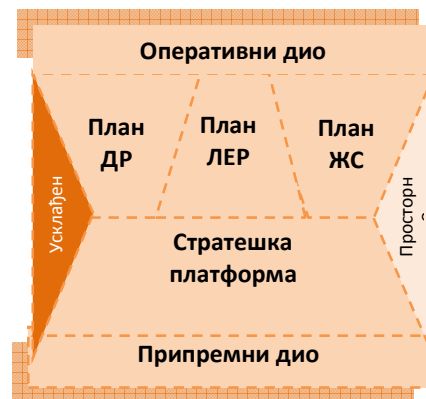 Оперативни дио
План
ДР
План
ЛЕР
План
ЖС
Усклађен
Просторн
Стратешка
платформа
Припремни дио